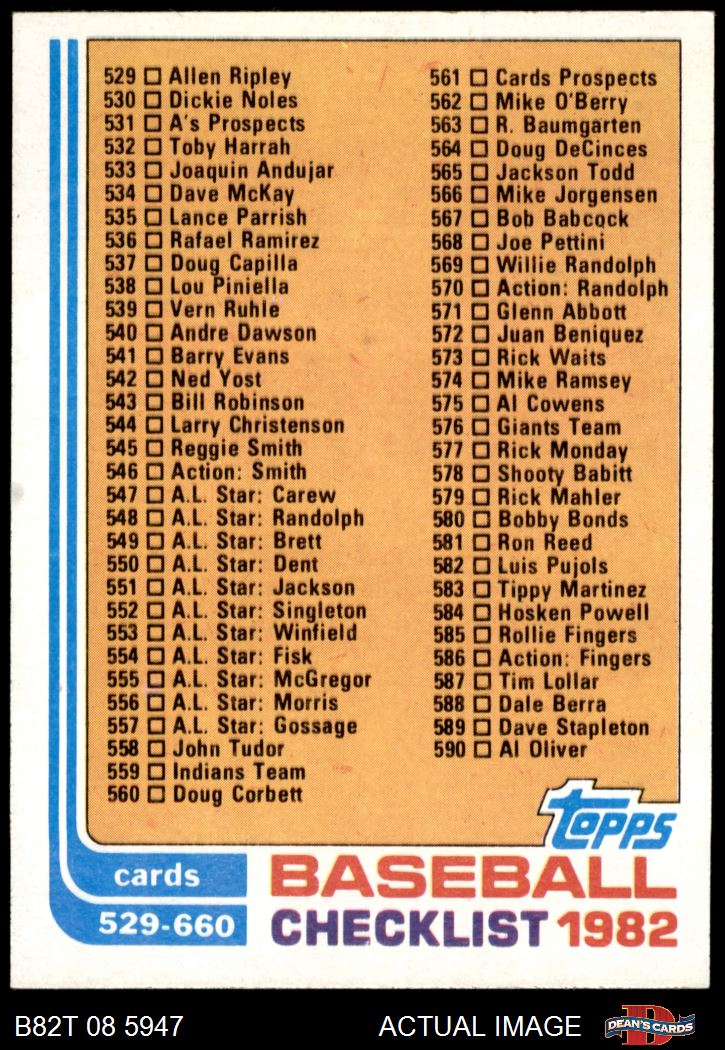 529 □ Allen Ripley
530 □ Dickie Noles
531 □ A's Prospects
532 □ Toby Harrah
533 □ Joaquin Andujar
534 □ Dave McKay
535 □ Lance Parrish
536 □ Rafael Ramirez
537 □ Doug Capilla
538 □ Lou Piniella
539 □ Vern Ruhle
540 □ Andre Dawson
541 □ Barry Evans
542 □ Ned Yost
543 □ Bill Robinson
544 □ Larry Christenson
545 □ Reggie Smith
546 □ Action: Smith
547 □ A.L. Star: Carew
548 □ A.L. Star: Randolph
549 □ A.L. Star: Brett
550 □ A.L. Star: Dent
551 □ A.L. Star: Jackson
552 □ A.L. Star: Singleton
553 □ A.L. Star: Winfield
554 □ A.L. Star: Fisk
555 □ A.L. Star: McGregor
556 □ A.L. Star: Morris
557 □ A.L. Star: Gossage
558 □ John Tudor
559 □ Indians Team
560 □ Doug Corbett
561 □ Cards Prospects
562 □ Mike O'Berry
563 □ R. Baumgarten
564 □ Doug DeCinces
565 □ Jackson Todd
566 □ Mike Jorgensen
567 □ Bob Babcock
568 □ Joe Pettini
569 □ Willie Randolph
570 □ Action: Randolph
571 □ Glenn Abbott
572 □ Juan Beniquez
573 □ Rick Waits
574 □ Mike Ramsey
575 □ Al Cowens
576 □ Giants Team
577 □ Rick Monday
578 □ Shooty Babitt
579 □ Rick Mahler
580 □ Bobby Bonds
581 □ Ron Reed
582 □ Luis Pujols
583 □ Tippy Martinez
584 □ Hosken Powell
585 □ Rollie Fingers
586 □ Action: Fingers
587 □ Tim Lollar
588 □ Dale Berra
589 □ Dave Stapleton
590 □ Al Oliver
topps
cards
529-660
BASEBALL
CHECKLIST 1982
B82T 08 5947
ACTUAL IMAGE
D
DEAN'S CARDS